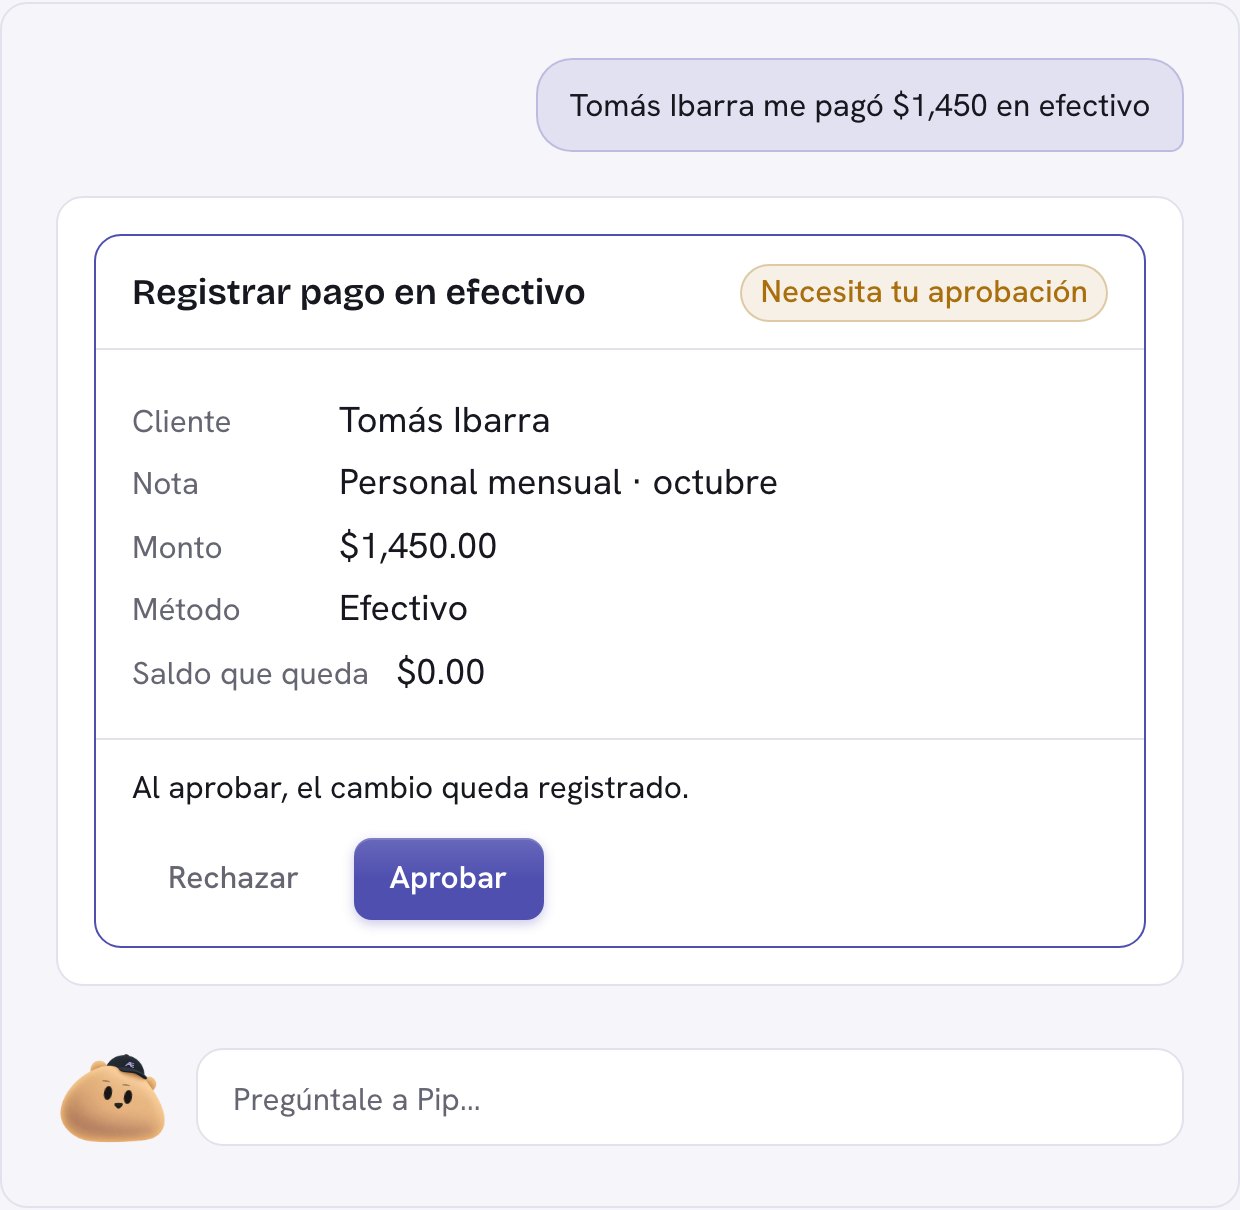 Tomás Ibarra me pagó $1,450 en efectivo
Registrar pago en efectivo
Necesita tu aprobación
Cliente Tomás Ibarra
Nota Personal mensual · octubre
Monto $1,450.00
Método Efectivo
Saldo que queda $0.00
Al aprobar, el cambio queda registrado.
Rechazar Aprobar
Pregúntale a Pip...